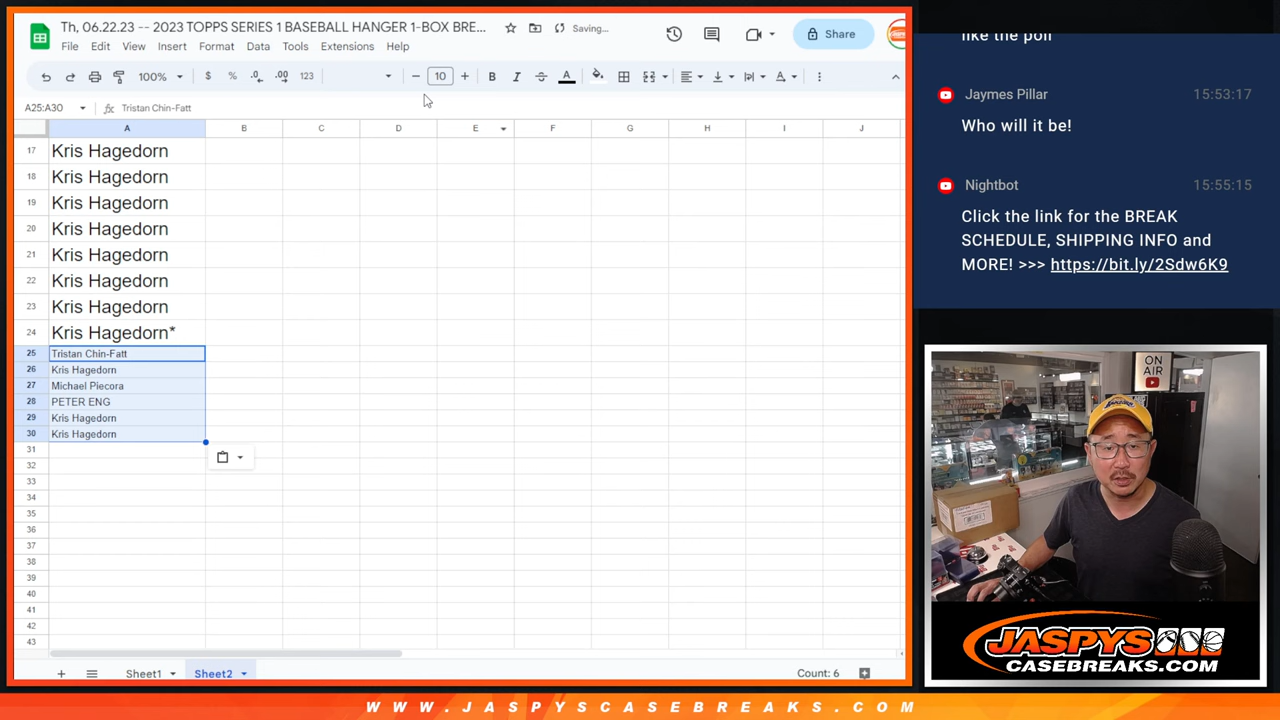 Th, 06.22.23 -- 2023 TOPPS SERIES 1 BASEBALL HANGER 1-BOX BRE...
Saving...
Share
File Edit View Insert Format Data Tools Extensions Help
100% $ % .0 .00 123 10 B I S A
A25:A30 fx Tristan Chin-Fatt
A B C D E F G H I J
17 Kris Hagedorn
18 Kris Hagedorn
19 Kris Hagedorn
20 Kris Hagedorn
21 Kris Hagedorn
22 Kris Hagedorn
23 Kris Hagedorn
24 Kris Hagedorn*
25 Tristan Chin-Fatt
26 Kris Hagedorn
27 Michael Piecora
28 PETER ENG
29 Kris Hagedorn
30 Kris Hagedorn
31
32
33
34
35
36
37
38
39
40
41
42
43
Sheet1 Sheet2 Count: 6
like the poll
Jaymes Pillar 15:53:17
Who will it be!
Nightbot 15:55:15
Click the link for the BREAK
SCHEDULE, SHIPPING INFO and
MORE! >>> https://bit.ly/2Sdw6K9
ON
AIR
JASPYS
CASEBREAKS.COM
WWW.JASPYSCASEBREAKS.COM